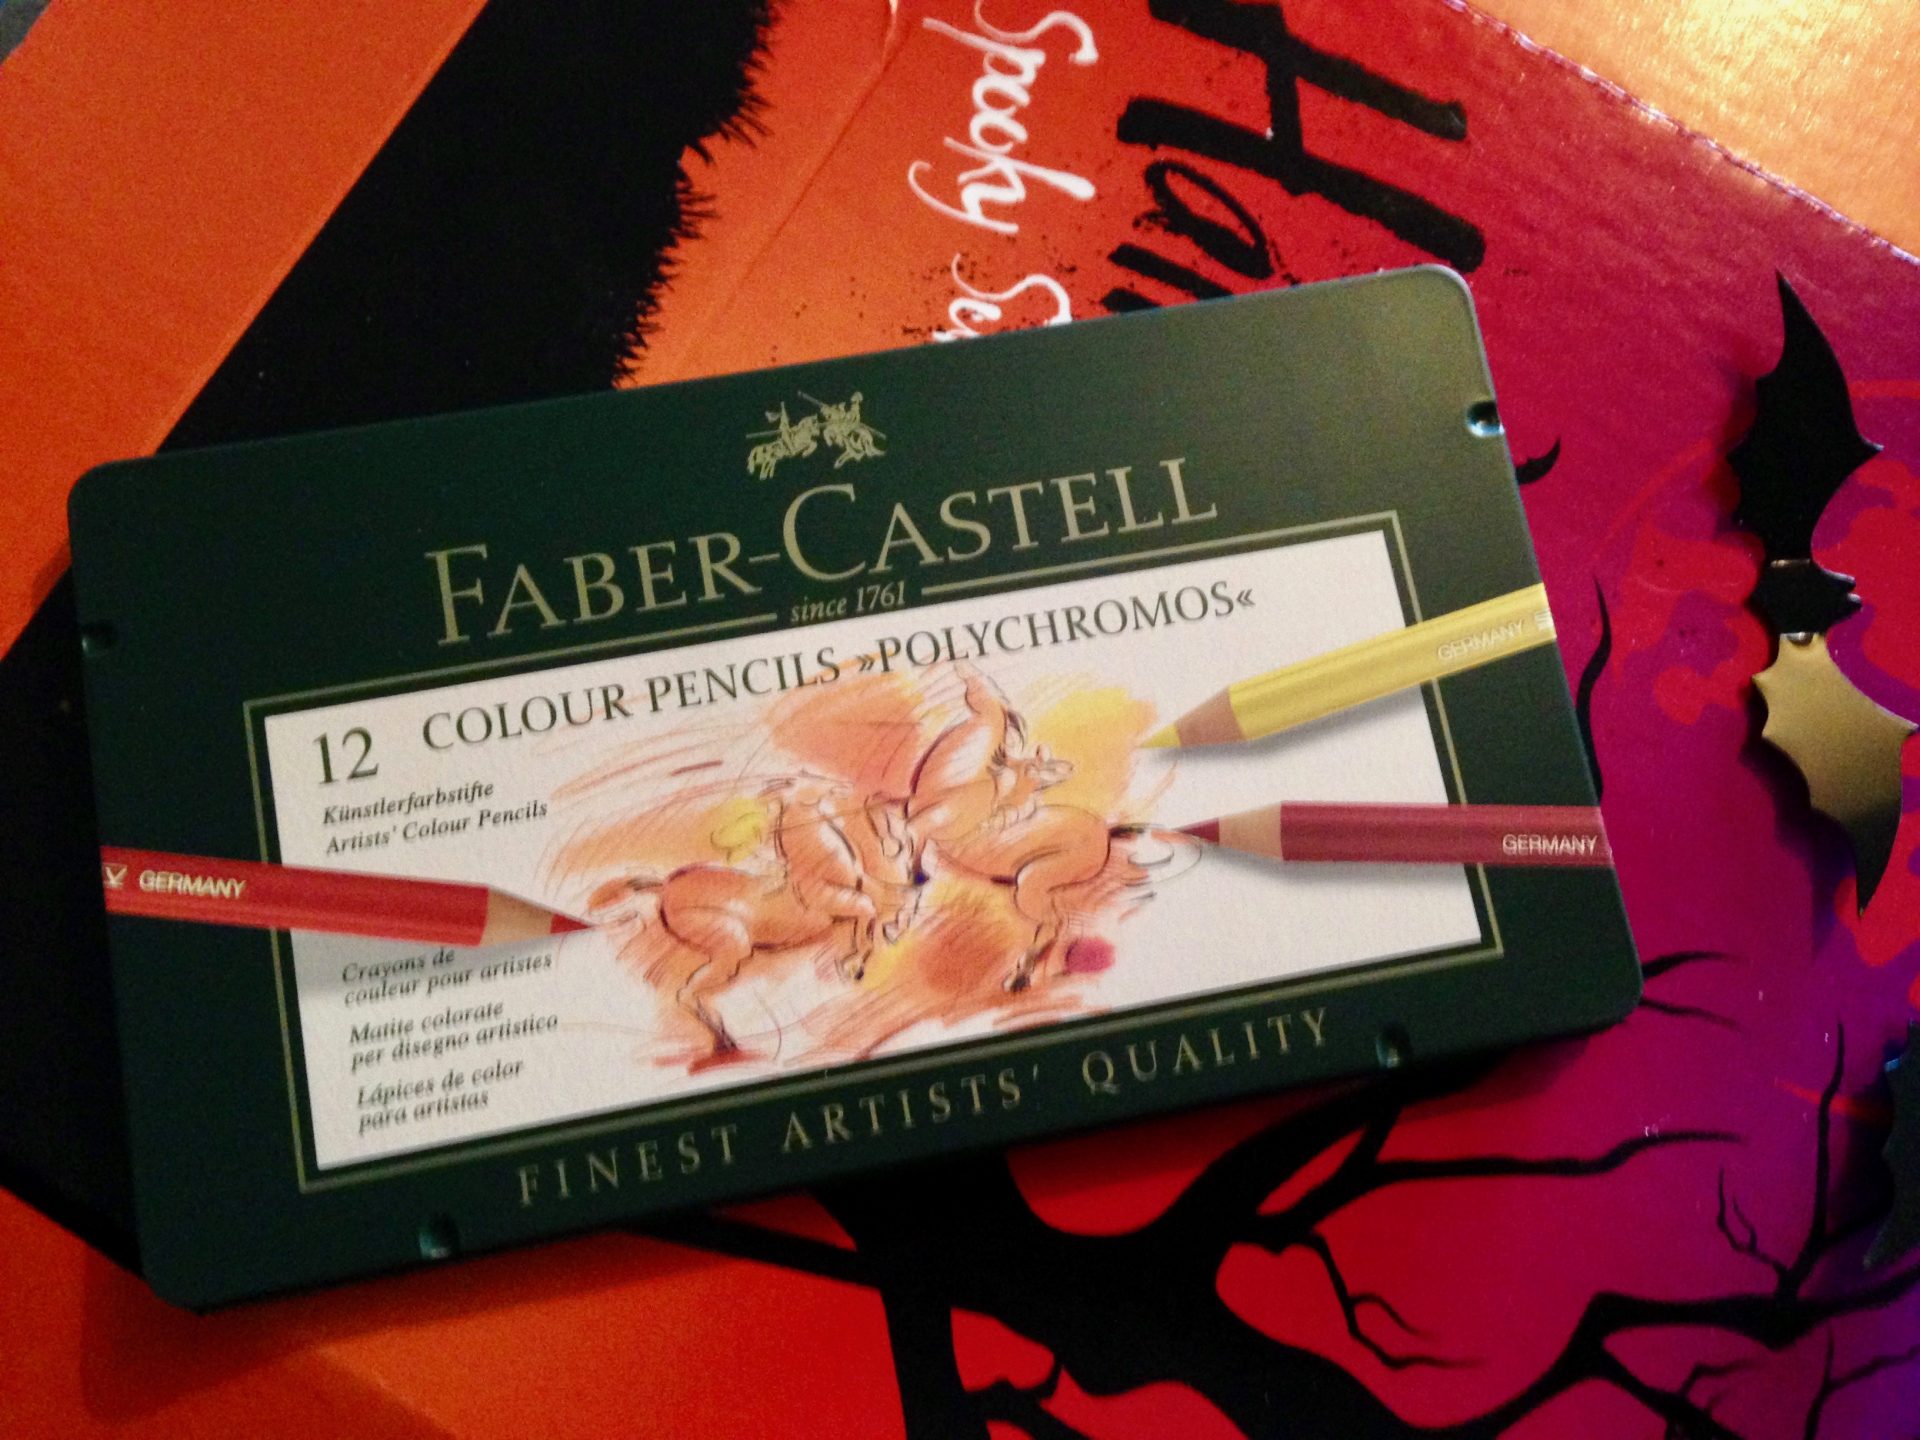 Spooky
FABER-CASTELL
since 1761
12 COLOUR PENCILS »POLYCHROMOS«
Künstlerfarbstifte
Artists' Colour Pencils
GERMANY
GERMANY
GERMANY
Crayons de
couleur pour artistes
Matite colorate
per disegno artistico
Lápices de color
para artistas
FINEST ARTISTS' QUALITY